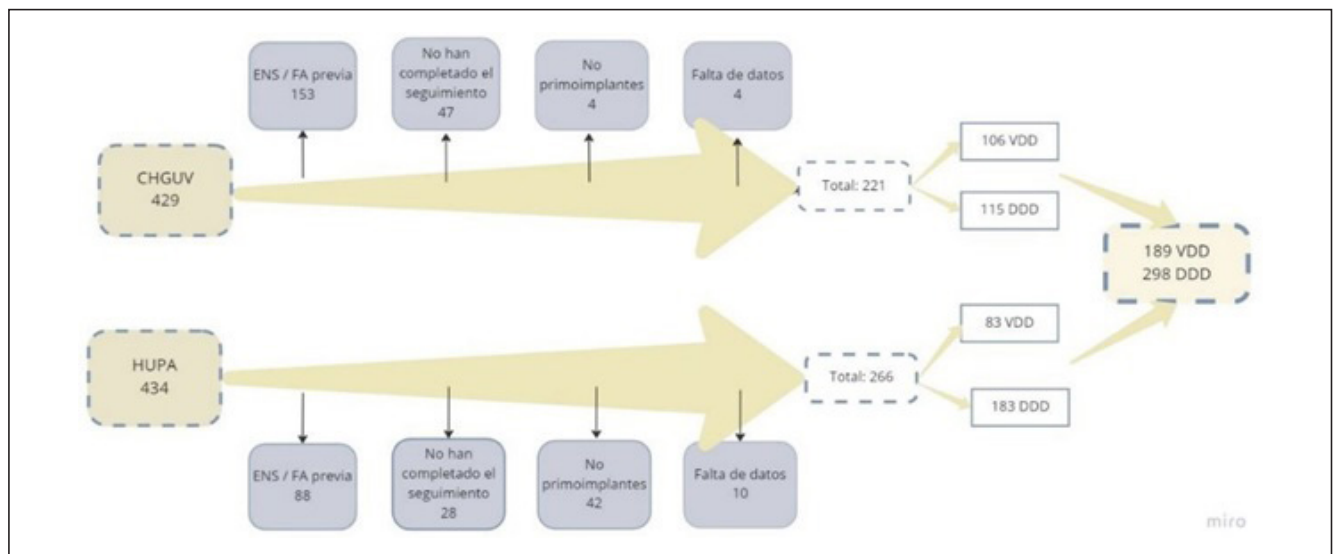 ENS / FA previa
153
No han
completado el
seguimiento
47
No
primoimplantes
4
Falta de datos
4
CHGUV
429
Total: 221
106 VDD
115 DDD
189 VDD
298 DDD
HUPA
434
Total: 266
83 VDD
183 DDD
ENS / FA previa
88
No han
completado el
seguimiento
28
No
primoimplantes
42
Falta de datos
10
miro